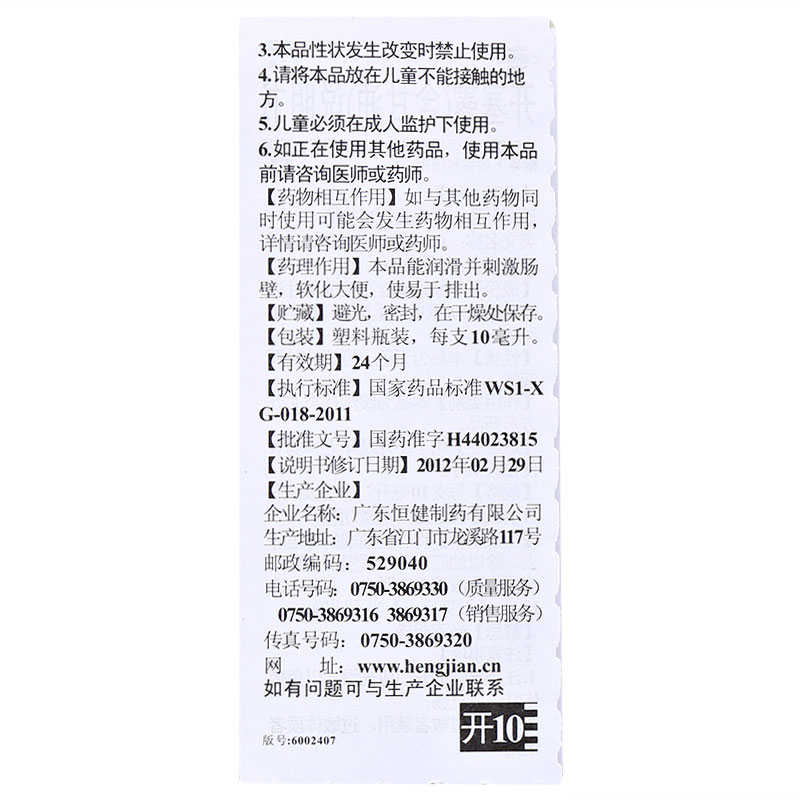 3.本品性状发生改变时禁止使用。
4.请将本品放在儿童不能接触的地
方。
5.儿童必须在成人监护下使用。
6.如正在使用其他药品，使用本品
前请咨询医师或药师。
【药物相互作用】如与其他药物同
时使用可能会发生药物相互作用，
详情请咨询医师或药师。
【药理作用】本品能润滑并刺激肠
壁，软化大便，使易于排出。
【贮藏】避光，密封，在干燥处保存。
【包装】塑料瓶装，每支10毫升。
【有效期】24个月
【执行标准】国家药品标准WS1-X
G-018-2011
【批准文号】国药准字H44023815
【说明书修订日期】2012年02月29日
【生产企业】
企业名称：广东恒健制药有限公司
生产地址：广东省江门市龙溪路117号
邮政编码：529040
电话号码：0750-3869330（质量服务）
0750-3869316 3869317（销售服务）
传真号码：0750-3869320
网 址：www.hengjian.cn
如有问题可与生产企业联系
开10
版号:6002407